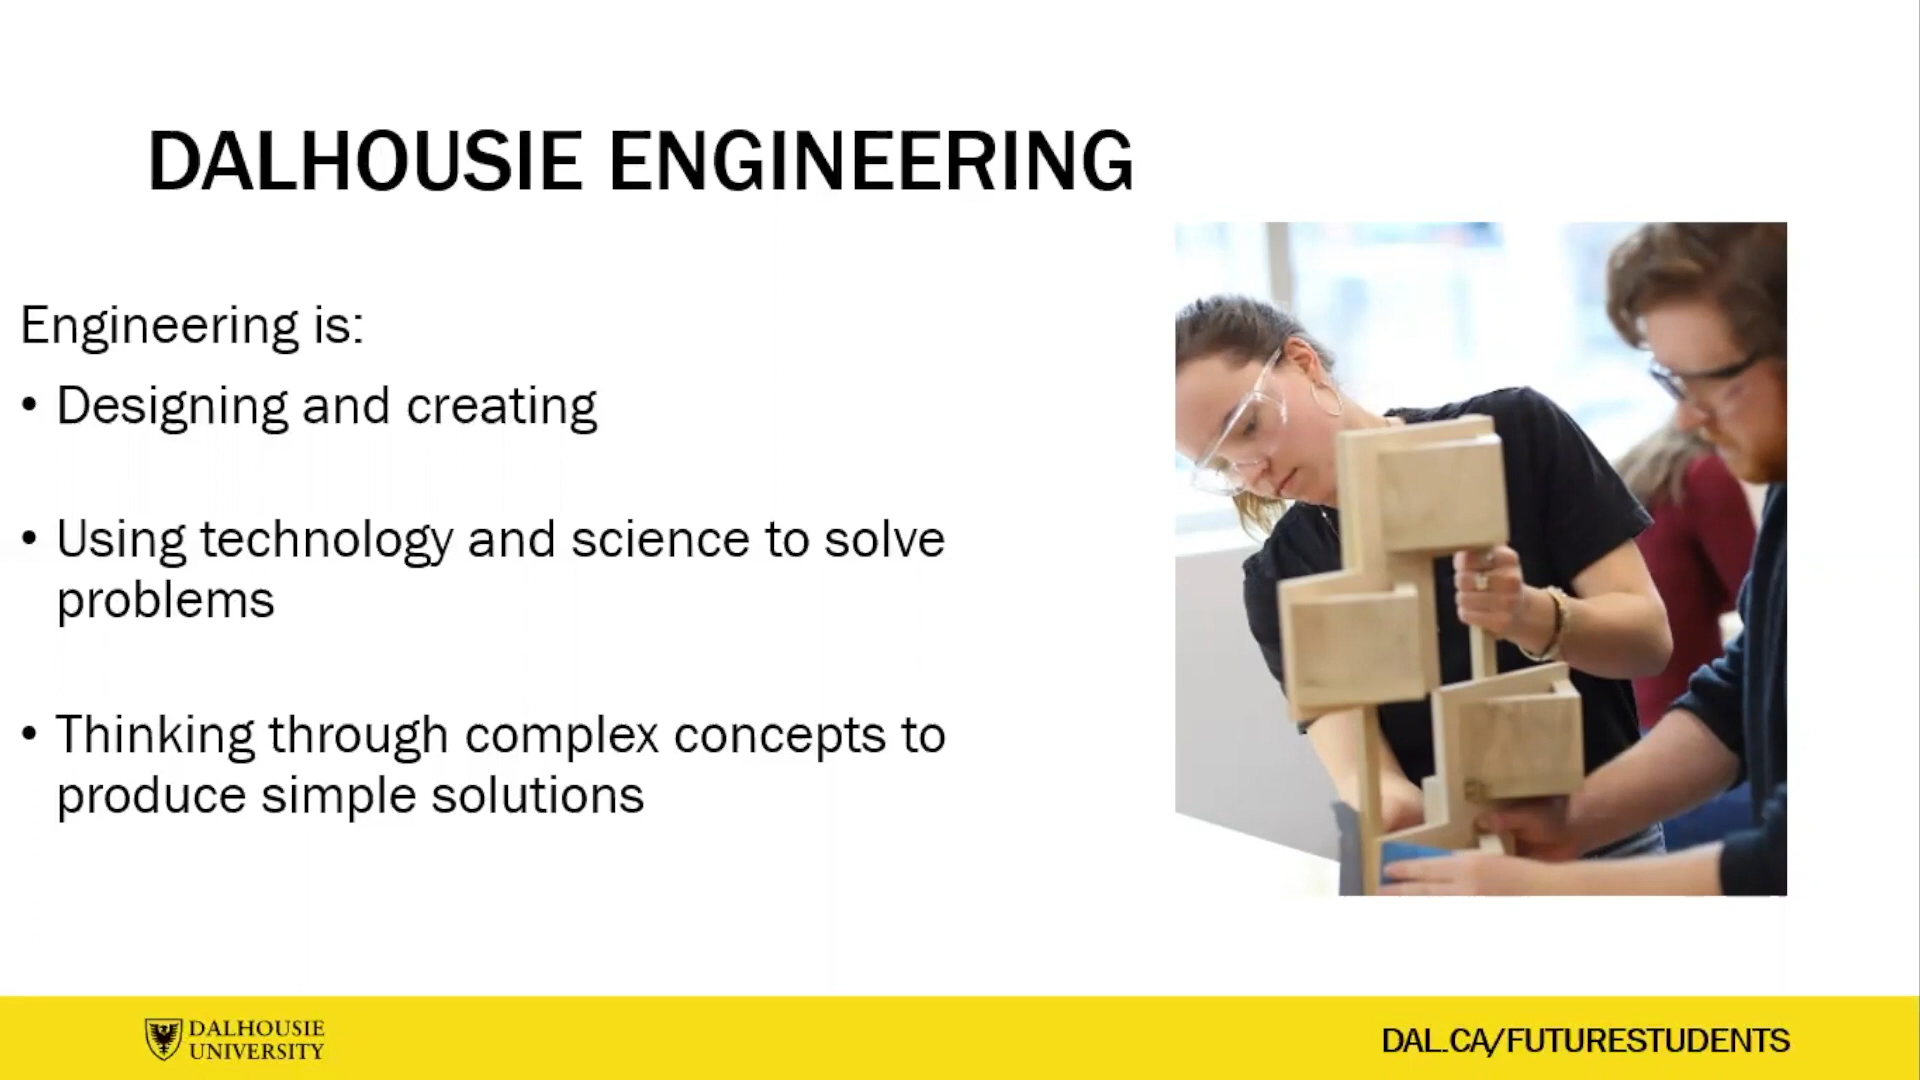 DALHOUSIE ENGINEERING
Engineering is:
• Designing and creating
• Using technology and science to solve
problems
• Thinking through complex concepts to
produce simple solutions
DALHOUSIE
UNIVERSITY
DAL.CA/FUTURESTUDENTS